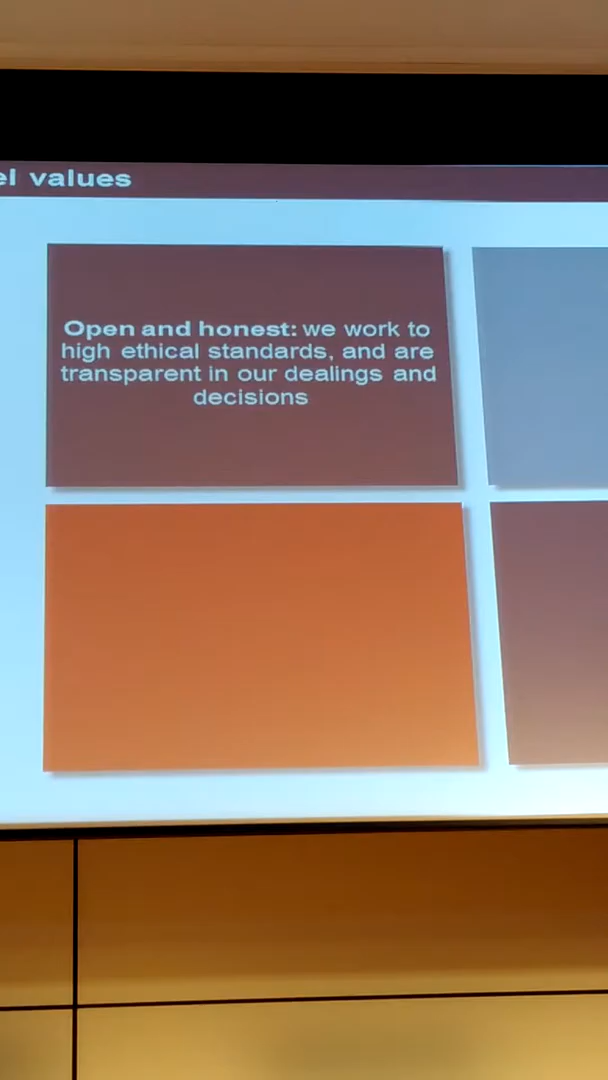 values
Open and honest: we work to
high ethical standards, and are
transparent in our dealings and
decisions